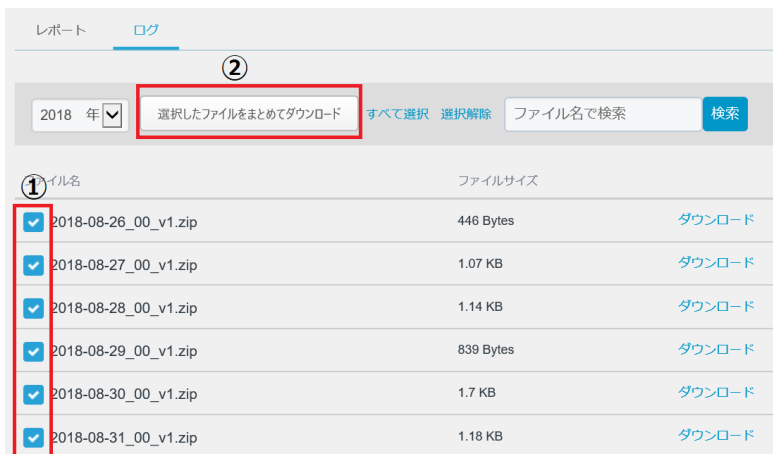 レポート ログ
②
2018 年 選択したファイルをまとめてダウンロード すべて選択 選択解除 ファイル名で検索 検索
①
ァイル名 ファイルサイズ
2018-08-26_00_v1.zip 446 Bytes ダウンロード
2018-08-27_00_v1.zip 1.07 KB ダウンロード
2018-08-28_00_v1.zip 1.14 KB ダウンロード
2018-08-29_00_v1.zip 839 Bytes ダウンロード
2018-08-30_00_v1.zip 1.7 KB ダウンロード
2018-08-31_00_v1.zip 1.18 KB ダウンロード